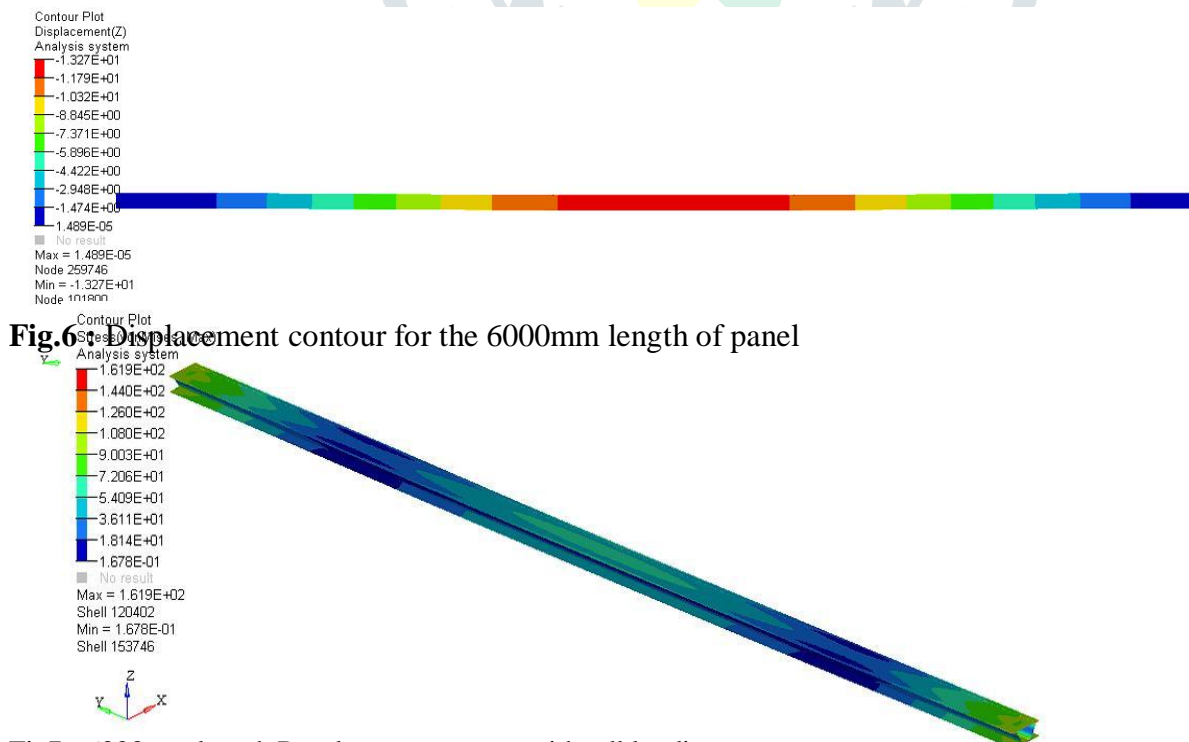 Contour Plot
Displacement(Z)
Analysis system
-1.327E+01
-1.179E+01
-1.032E+01
-8.845E+00
-7.371E+00
-5.896E+00
-4.422E+00
-2.948E+00
-1.474E+00
1.489E-05
No result
Max = 1.489E-05
Node 259746
Min = -1.327E+01
Node 101800
Fig.6 : Displacement contour for the 6000mm length of panel
Contour Plot
Stress(vonMises, Max)
Analysis system
1.619E+02
1.440E+02
1.260E+02
1.080E+02
9.003E+01
7.206E+01
5.409E+01
3.611E+01
1.814E+01
1.678E-01
No result
Max = 1.619E+02
Shell 120402
Min = 1.678E-01
Shell 153746
Y
Z
Y
X